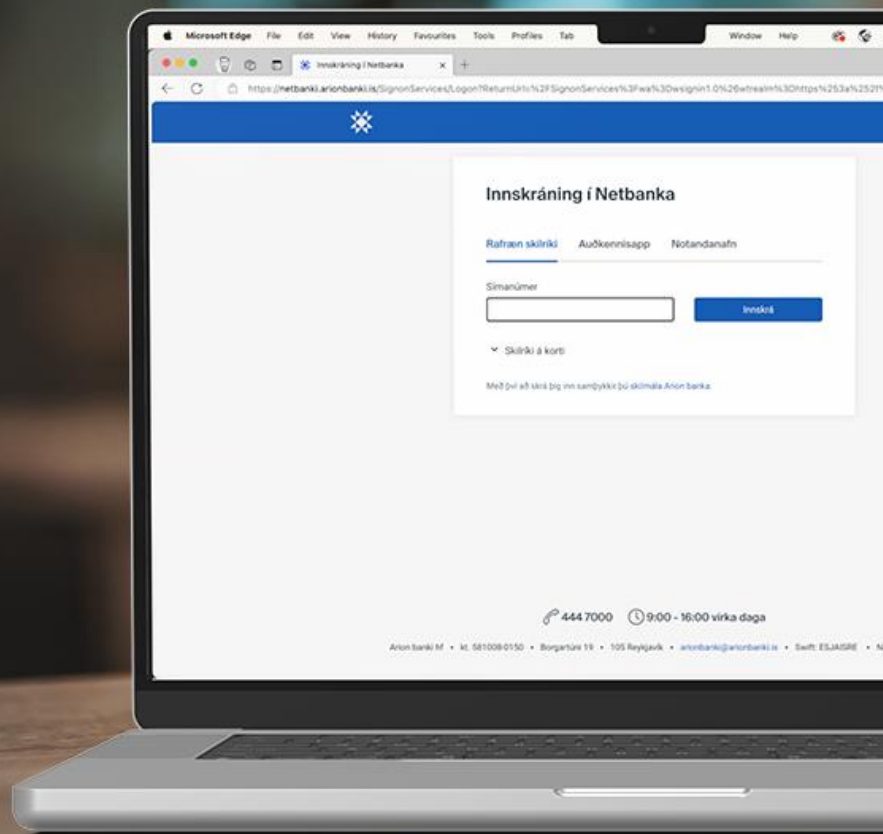 Microsoft Edge File Edit View History Favourites Tools Profiles Tab Window Help
Innskráning í Netbanka × +
https://netbanki.arionbanki.is/SignonServices/Logon?ReturnUrl=%2FSignonServices%3Fwa%3Dwsignin1.0%26wtrealm%3Dhttps%253a%252f%
Innskráning í Netbanka
Rafræn skilríki Auðkennisapp Notandanafn
Símanúmer
Innskrá
Skilríki á korti
Með því að skrá þig inn samþykkir þú skilmála Arion banka
444 7000 9:00 - 16:00 virka daga
Arion banki hf • kt. 581008-0150 • Borgartúni 19 • 105 Reykjavík • arionbanki@arionbanki.is • Swift: ESJAISRE • N